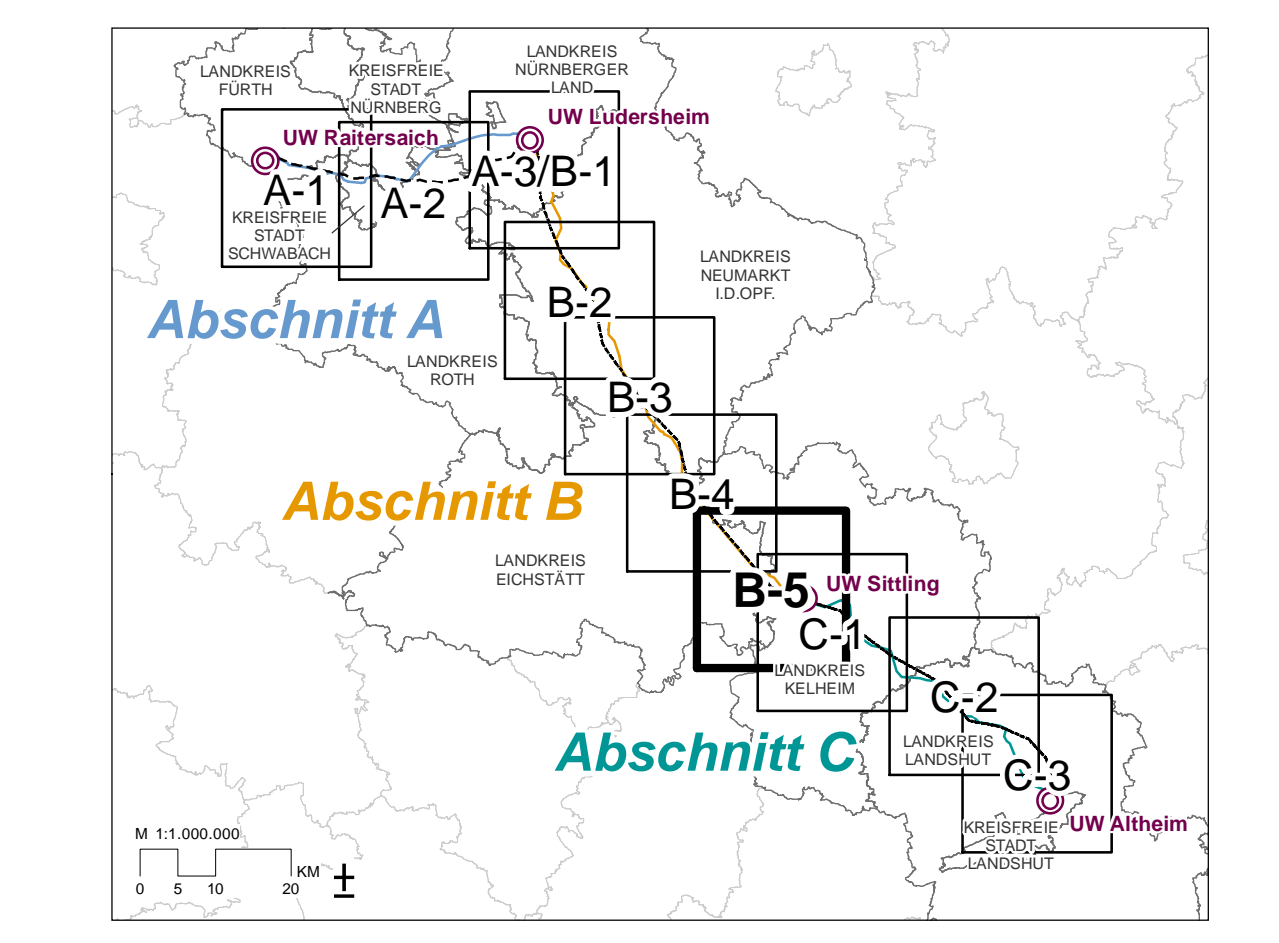 LANDKREIS
FÜRTH
KREISFREIE
STADT
NÜRNBERG
LANDKREIS
NÜRNBERGER
LAND
UW Ludersheim
UW Raitersaich
A-1
A-2
A-3/B-1
KREISFREIE
STADT
SCHWABACH
LANDKREIS
NEUMARKT
I.D.OPF.
Abschnitt A
B-2
LANDKREIS
ROTH
B-3
Abschnitt B
B-4
LANDKREIS
EICHSTÄTT
B-5
UW Sittling
C-1
LANDKREIS
KELHEIM
C-2
Abschnitt C
LANDKREIS
LANDSHUT
C-3
UW Altheim
KREISFREIE
STADT
LANDSHUT
M 1:1.000.000
KM
0 5 10 20